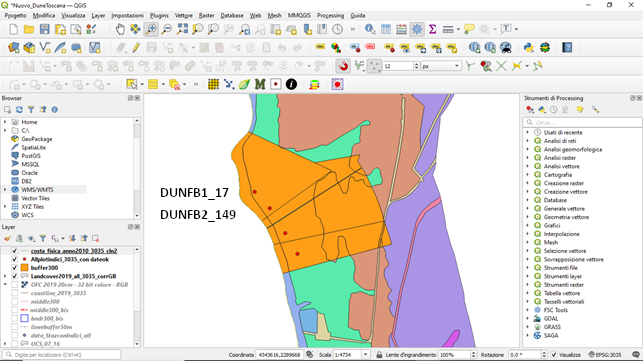 *Nuovo_DuneToscana — QGIS
Progetto Modifica Visualizza Layer Impostazioni Plugins Vettore Raster Database Web Mesh MMQGIS Processing Guida
12 px
Browser
Home
C:\
GeoPackage
SpatiaLite
PostGIS
MSSQL
Oracle
DB2
WMS/WMTS
Vector Tiles
XYZ Tiles
WCS
Layer
costa_fisica_anno2010_3035_cln2
Allplotindici_3035_con dateok
buffer300
Landcover2019_all_3035_corrGB
OFC 2019 20cm - 32 bit colore - RGB
coastline_2019_3035
middle300
middle300_bis
bndr300_bis
lineebuffer50m
data_StazconIndici_all
UCS_07_16
DUNFB1_17
DUNFB2_149
Strumenti di Processing
Cerca...
Usati di recente
Analisi di reti
Analisi geomorfologica
Analisi raster
Analisi vettore
Cartografia
Creazione raster
Creazione vettore
Database
Generale vettore
Geometria vettore
Grafici
Interpolazione
Mesh
Selezione vettore
Sovrapposizione vettore
Strumenti file
Strumenti layer
Strumenti raster
Tabella vettore
Tasselli vettoriali
FSC Tools
GDAL
GRASS
SAGA
Digita per localizzare (Ctrl+K) Coordinata 4343616,2289668 Scala 1:4734 Lente d'ingrandimento 100% Rotazione 0.0 ° Visualizza EPSG:3035